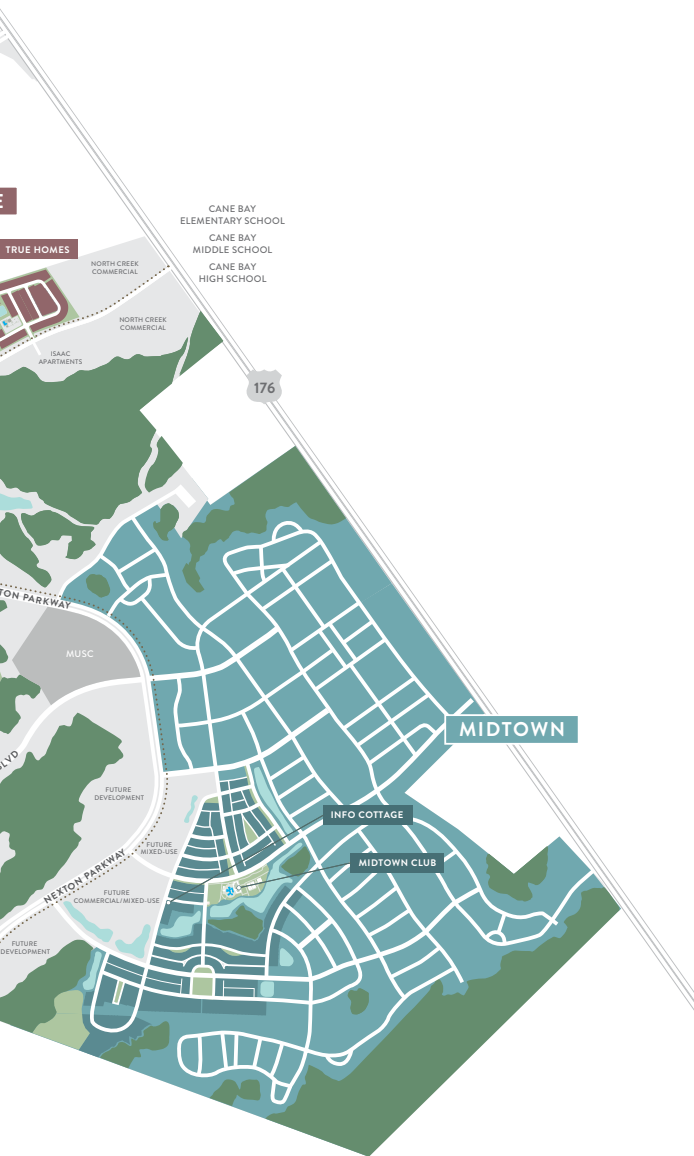 E
CANE BAY
ELEMENTARY SCHOOL
CANE BAY
MIDDLE SCHOOL
CANE BAY
HIGH SCHOOL
TRUE HOMES
NORTH CREEK
COMMERCIAL
NORTH CREEK
COMMERCIAL
ISAAC
APARTMENTS
176
TON PARKWAY
MUSC
MIDTOWN
LVD
FUTURE
DEVELOPMENT
INFO COTTAGE
FUTURE
MIXED-USE
MIDTOWN CLUB
NEXTON PARKWAY
FUTURE
COMMERCIAL/MIXED-USE
FUTURE
DEVELOPMENT